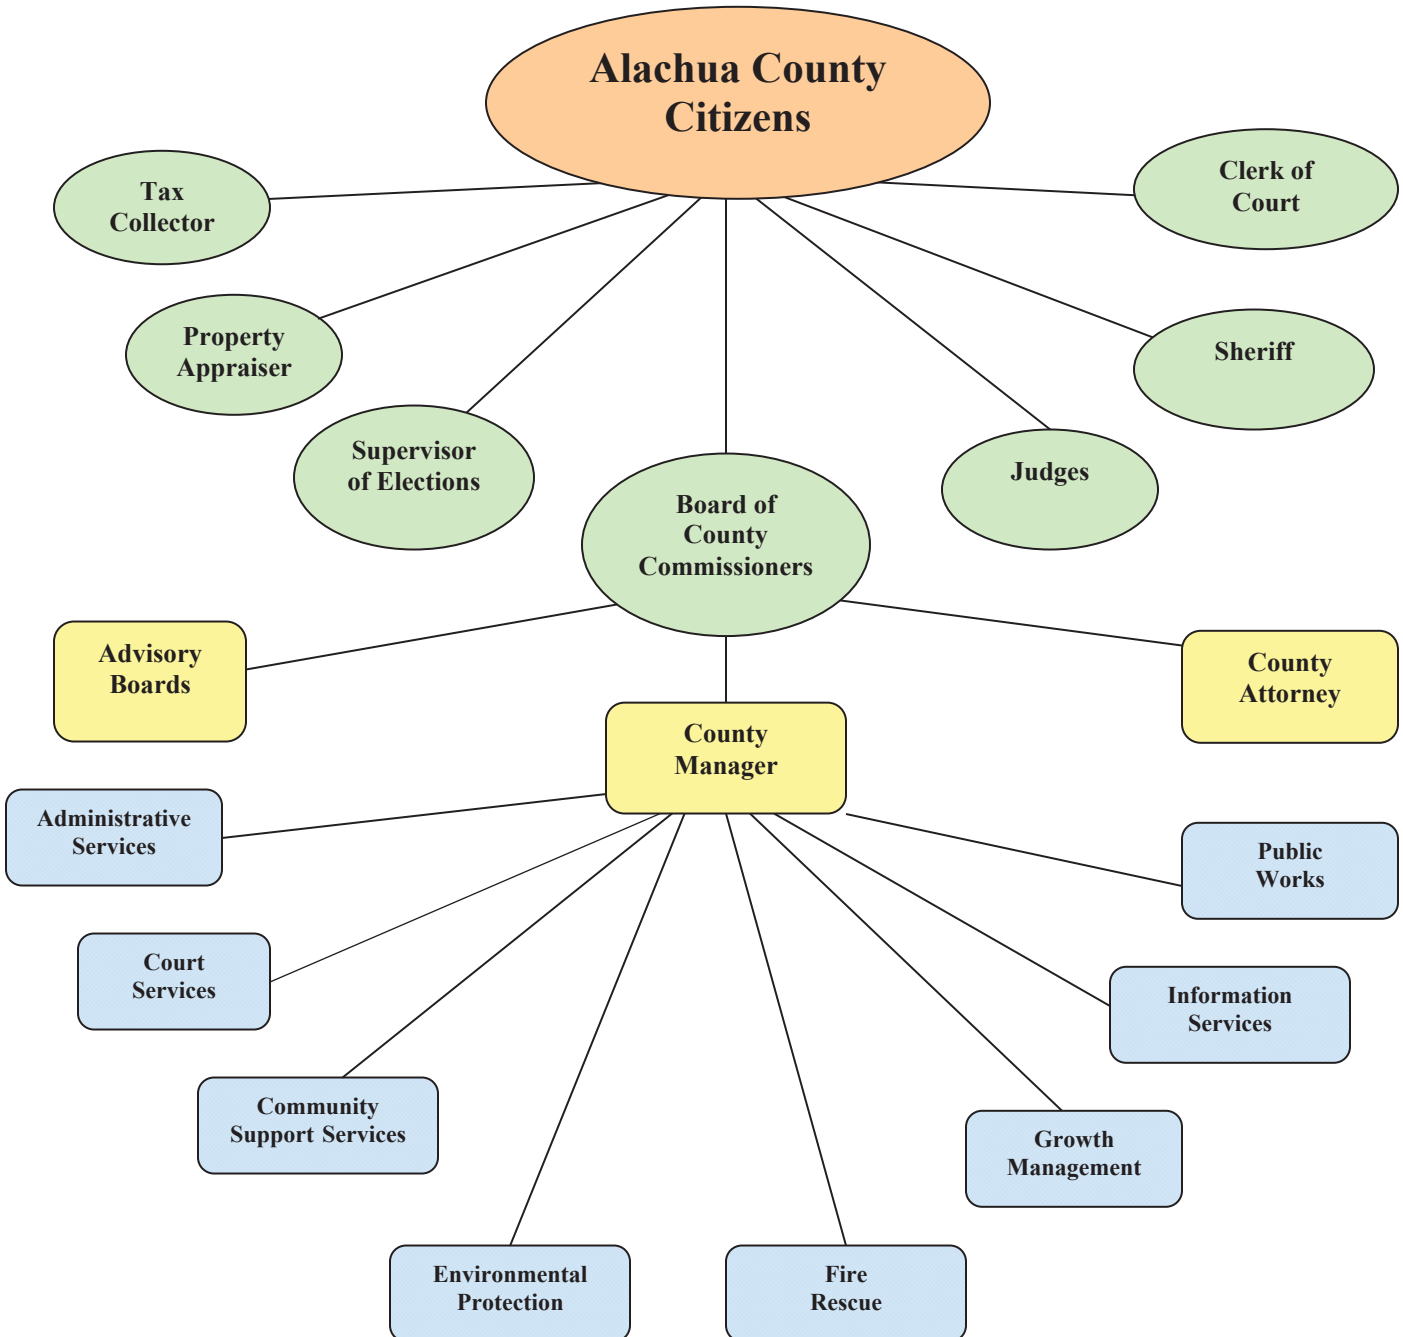 Alachua County
Citizens
Tax
Collector
Clerk of
Court
Property
Appraiser
Sheriff
Supervisor
of Elections
Judges
Board of
County
Commissioners
Advisory
Boards
County
Attorney
County
Manager
Administrative
Services
Public
Works
Court
Services
Information
Services
Community
Support Services
Growth
Management
Environmental
Protection
Fire
Rescue